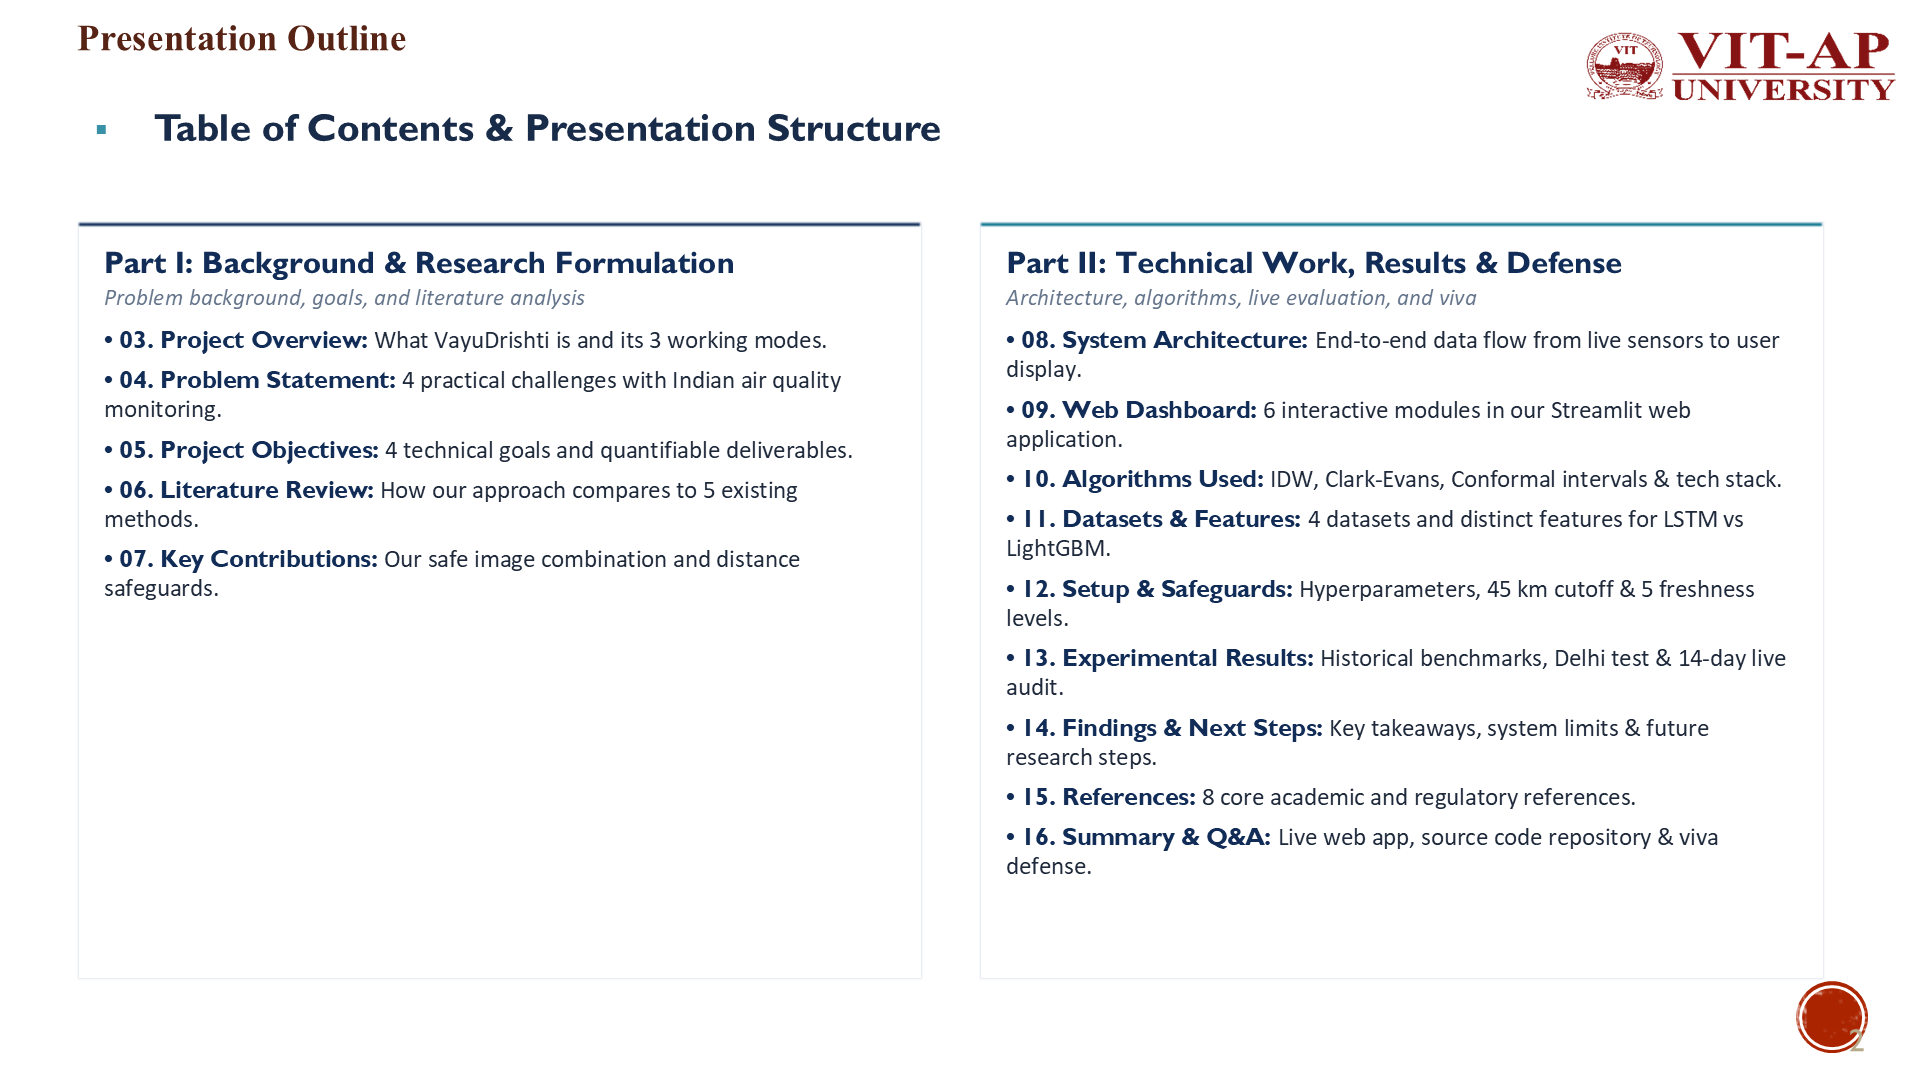 Presentation Outline
VIT
VIT-AP
UNIVERSITY
▪ Table of Contents & Presentation Structure
Part I: Background & Research Formulation
Problem background, goals, and literature analysis
• 03. Project Overview: What VayuDrishti is and its 3 working modes.
• 04. Problem Statement: 4 practical challenges with Indian air quality
monitoring.
• 05. Project Objectives: 4 technical goals and quantifiable deliverables.
• 06. Literature Review: How our approach compares to 5 existing
methods.
• 07. Key Contributions: Our safe image combination and distance
safeguards.
Part II: Technical Work, Results & Defense
Architecture, algorithms, live evaluation, and viva
• 08. System Architecture: End-to-end data flow from live sensors to user
display.
• 09. Web Dashboard: 6 interactive modules in our Streamlit web
application.
• 10. Algorithms Used: IDW, Clark-Evans, Conformal intervals & tech stack.
• 11. Datasets & Features: 4 datasets and distinct features for LSTM vs
LightGBM.
• 12. Setup & Safeguards: Hyperparameters, 45 km cutoff & 5 freshness
levels.
• 13. Experimental Results: Historical benchmarks, Delhi test & 14-day live
audit.
• 14. Findings & Next Steps: Key takeaways, system limits & future
research steps.
• 15. References: 8 core academic and regulatory references.
• 16. Summary & Q&A: Live web app, source code repository & viva
defense.
2